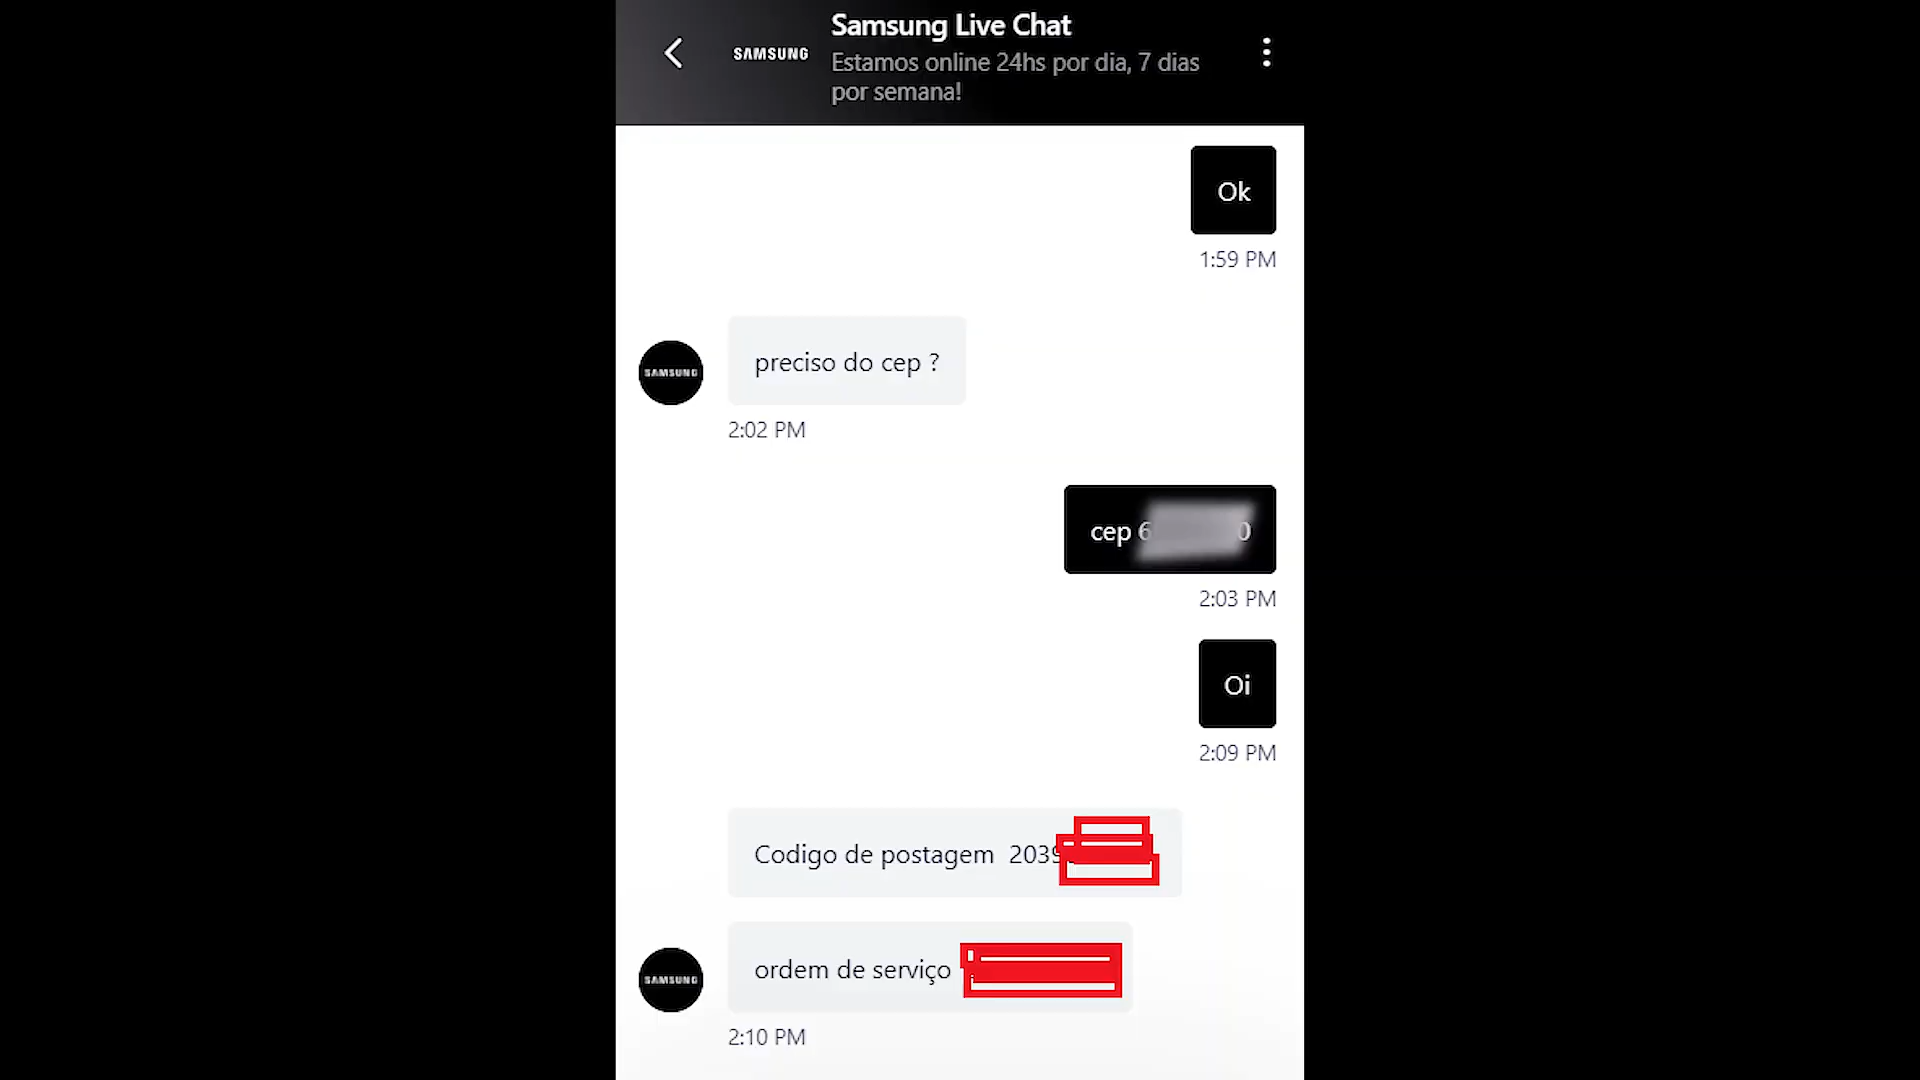 Samsung Live Chat
SAMSUNG
Estamos online 24hs por dia, 7 dias
por semana!
Ok
1:59 PM
preciso do cep ?
SAMSUNG
2:02 PM
cep 6 0
2:03 PM
Oi
2:09 PM
Codigo de postagem 2039
ordem de serviço
SAMSUNG
2:10 PM